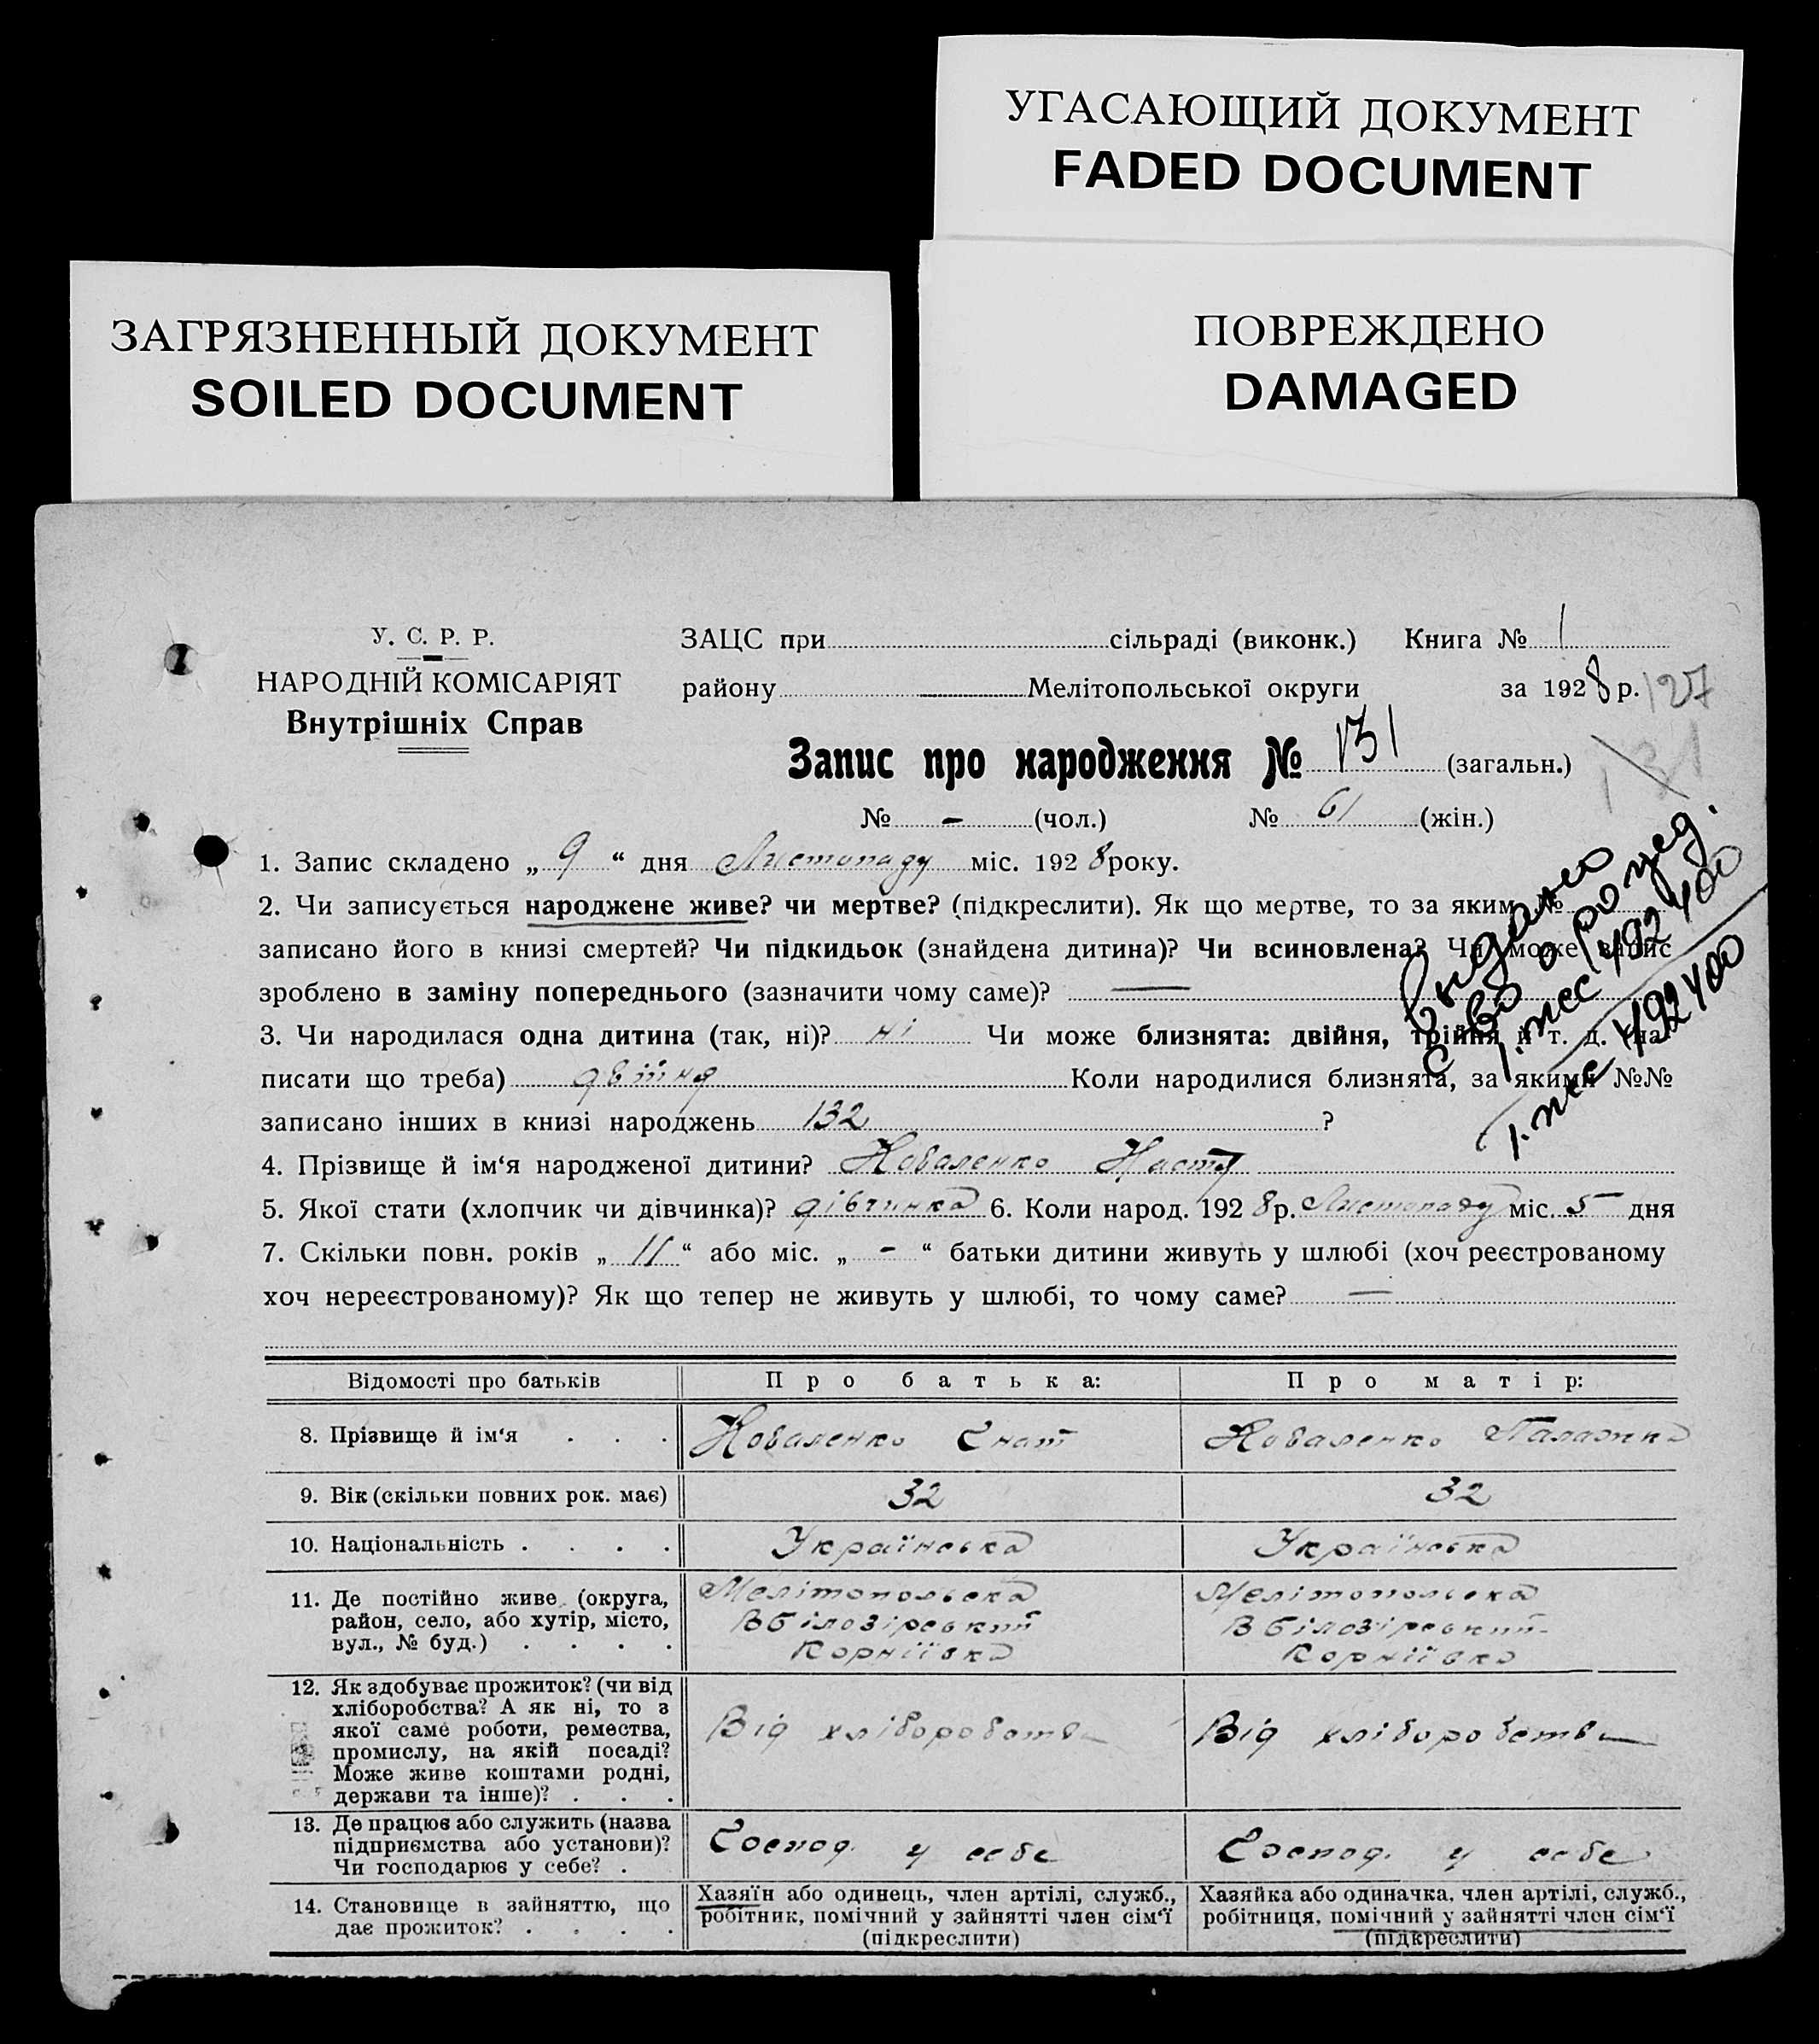 УГАСАЮЩИЙ ДОКУМЕНТ
FADED DOCUMENT
ЗАГРЯЗНЕННЫЙ ДОКУМЕНТ
SOILED DOCUMENT
ПОВРЕЖДЕНО
DAMAGED
У. С. Р. Р.
НАРОДНІЙ КОМІСАРІЯТ
Внутрішніх Справ
ЗАЦС при сільраді (виконк.) Книга № 1
району Мелітопольської округи за 1928 р. 127
Запис про народження № 131 (загальн.) 131
№ - (чол.) № 61 (жін.)
1. Запис складено „ 9 “ дня Листопаду міс. 1928 року.
2. Чи записується народжене живе? чи мертве? (підкреслити). Як що мертве, то за яким №
записано його в книзі смертей? Чи підкидьок (знайдена дитина)? Чи всиновлена? Чи може запис
зроблено в заміну попереднього (зазначити чому саме)? —
3. Чи народилася одна дитина (так, ні)? ні Чи може близнята: двійня, трійня й т. д. (на-
писати що треба) двійня Коли народилися близнята, за якими №№
записано інших в книзі народжень 132 ?
4. Прізвище й ім‘я народженої дитини? Коваленко Настя
5. Якої стати (хлопчик чи дівчинка)? дівчинка 6. Коли народ. 1928 р. Листопаду міс. 5 дня
7. Скільки повн. років „ 11 “ або міс. „ - “ батьки дитини живуть у шлюбі (хоч реєстрованому
хоч нереєстрованому)? Як що тепер не живуть у шлюбі, то чому саме? —
Выдано
с-во о рожд.
492400
492400
Відомості про батьків
Про батька:
Про матір:
8. Прізвище й ім‘я . . .
Коваленко Гнат
Коваленко Палажка
9. Вік (скільки повних рок. має)
32
32
10. Національність . . . .
Українська
Українська
11. Де постійно живе (округа,
район, село, або хутір, місто,
вул., № буд.) . . . .
Мелітопольска
В Білозірський
Корніївка
Мелітопольска
В Білозірський
Корніївка
12. Як здобуває прожиток? (чи від
хліборобства? А як ні, то з
якої саме роботи, ремества,
промислу, на якій посаді?
Може живе коштами родні,
держави та інше)? . . .
Від хліборобства
Від хліборобства
13. Де працює або служить (назва
підприємства або установи)?
Чи господарює у себе? .
Господ. у себе
Господ. у себе
14. Становище в зайняттю, що
дає прожиток? . . . .
Хазяїн або одинець, член артілі, служб.,
робітник, помічний у зайнятті член сім‘ї
(підкреслити)
Хазяйка або одиначка, член артілі, служб.,
робітниця, помічний у зайнятті член сім‘ї
(підкреслити)